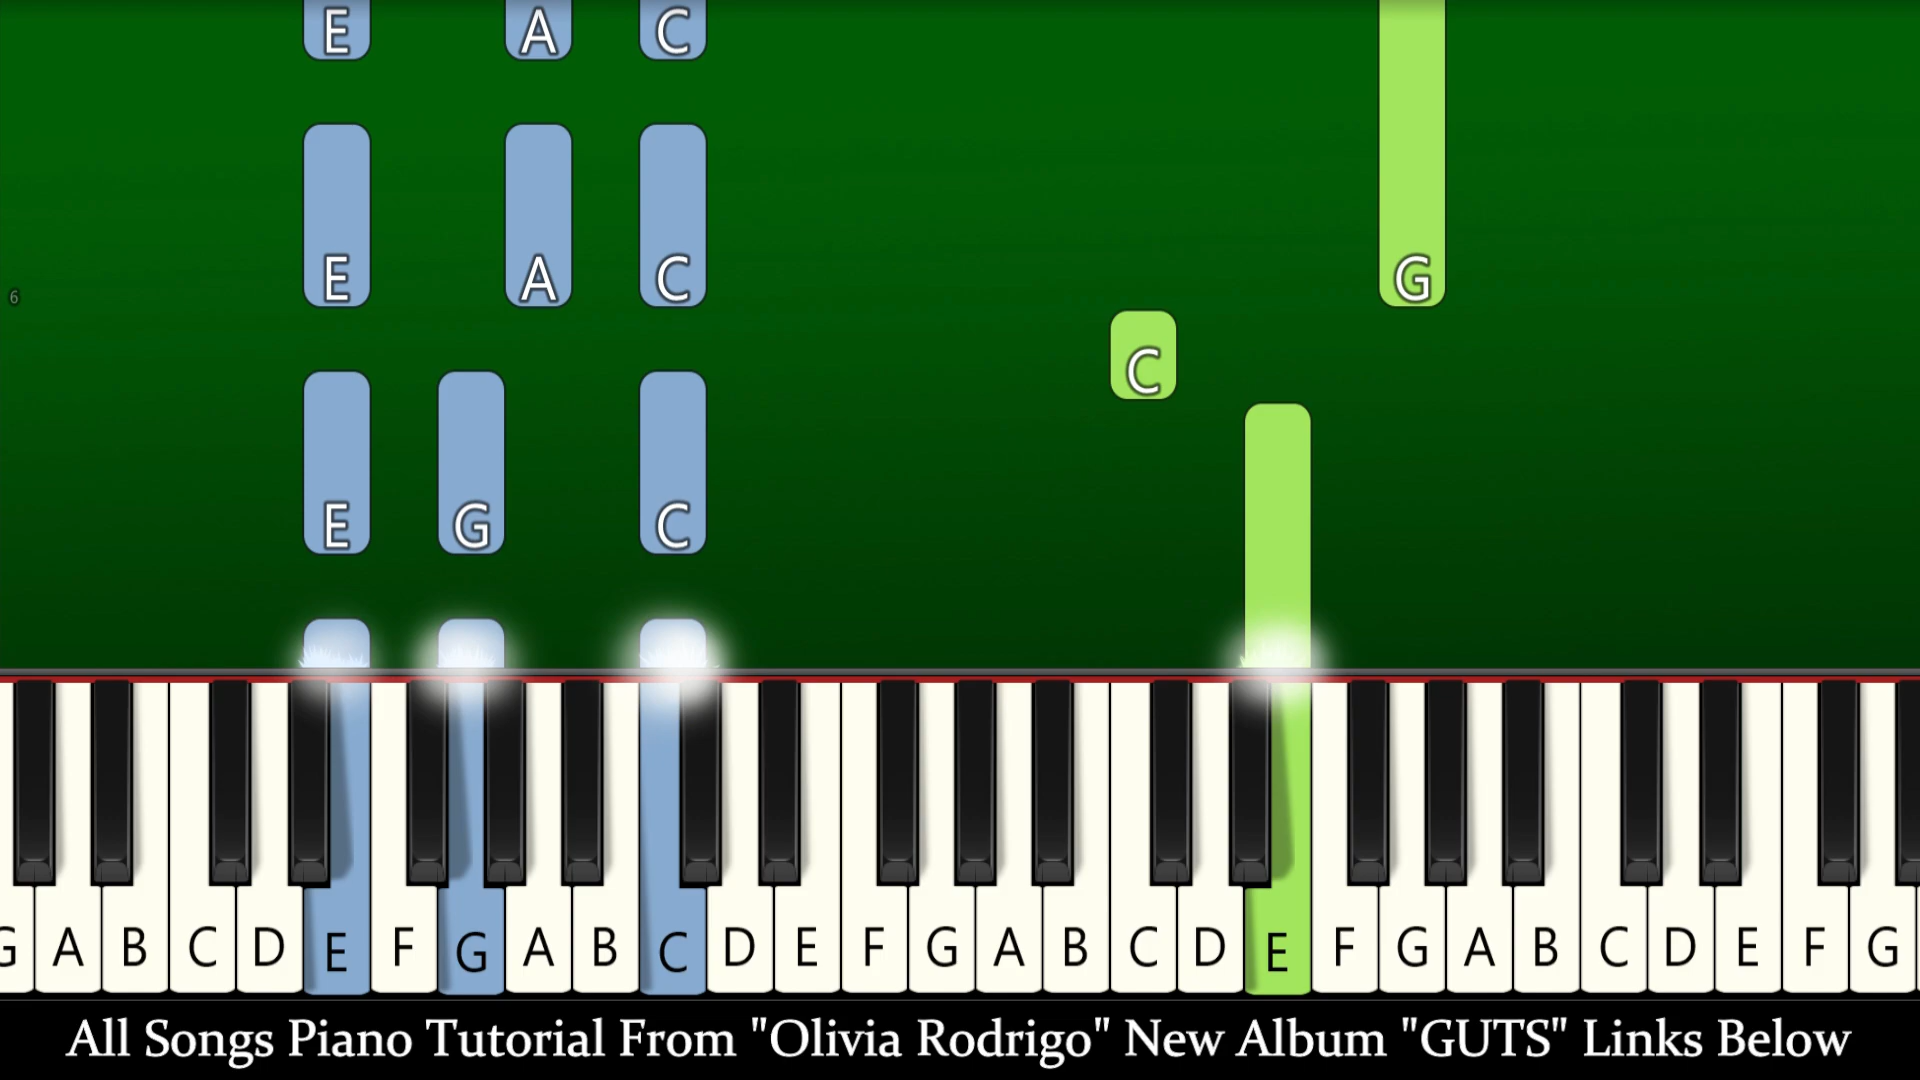 E A C
E A C G
6
C
E G C
G A B C D E F G A B C D E F G A B C D E F G A B C D E F G
All Songs Piano Tutorial From "Olivia Rodrigo" New Album "GUTS" Links Below